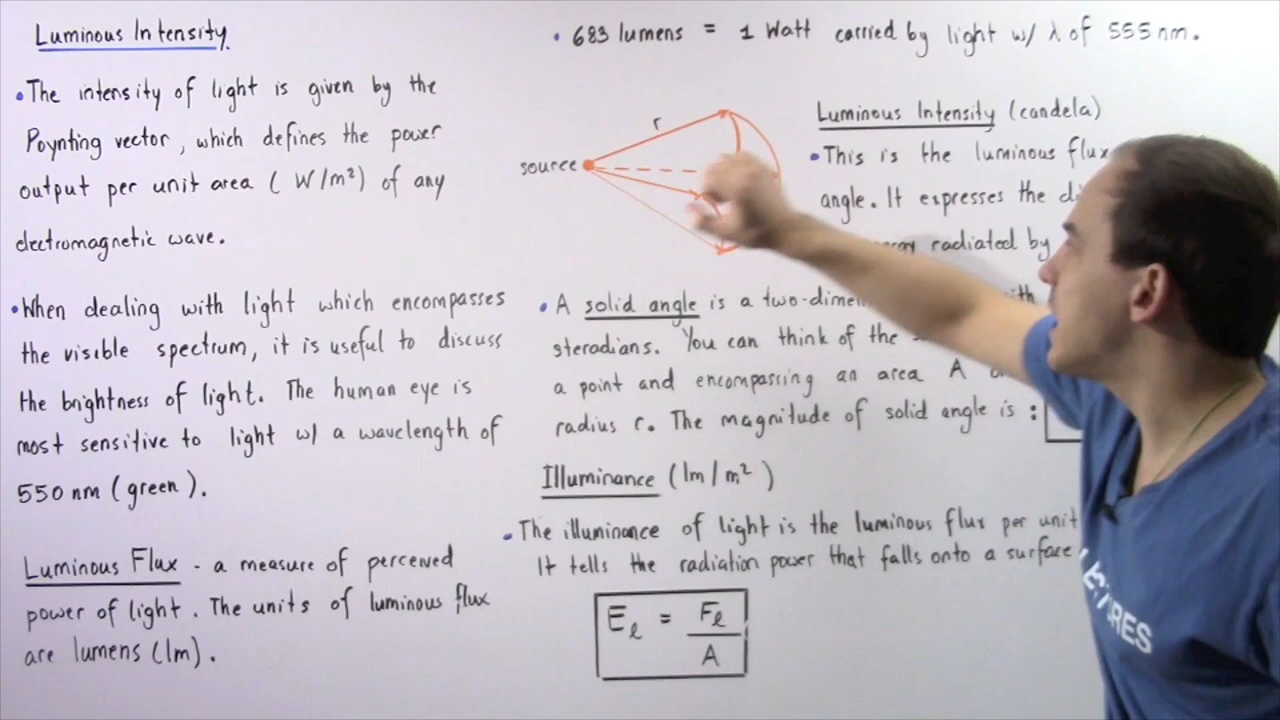 Luminous Intensity
•The intensity of light is given by the
Poynting vector, which defines the power
output per unit area (W/m²) of any
electromagnetic wave.
•When dealing with light which encompasses
the visible spectrum, it is useful to discuss
the brightness of light. The human eye is
most sensitive to light w/ a wavelength of
550 nm (green).
Luminous Flux - a measure of perceived
power of light. The units of luminous flux
are lumens (lm).
• 683 lumens = 1 Watt carried by light w/ λ of 555 nm.
r
source
Luminous Intensity (candela)
•This is the luminous flux
angle. It expresses the
radiated by
• A solid angle is a with
steradians. You can think of the
a point and encompassing an area A
radius r. The magnitude of solid angle is :
Illuminance (lm/m²)
•The illuminance of light is the luminous flux per unit
It tells the radiation power that falls onto a surface
Eℓ = Fℓ / A